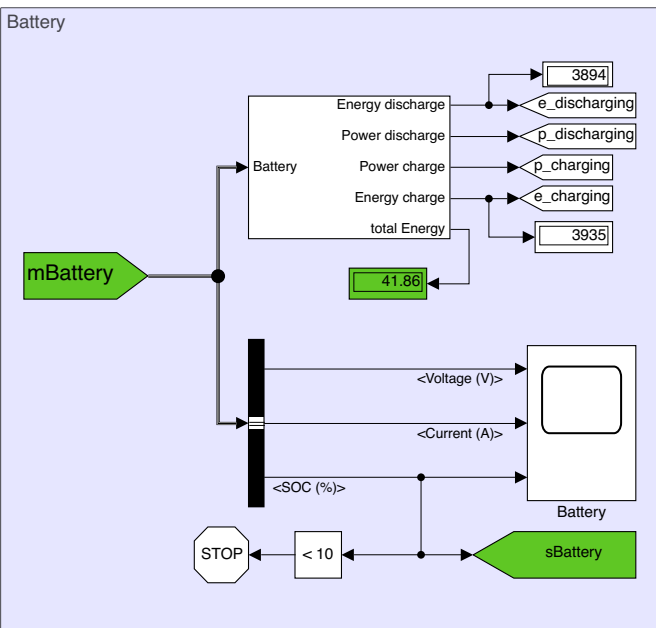 Battery
3894
Energy discharge
e_discharging
Power discharge
p_discharging
Battery
Power charge
p_charging
Energy charge
e_charging
total Energy
3935
mBattery
41.86
<Voltage (V)>
<Current (A)>
<SOC (%)>
Battery
STOP
< 10
sBattery